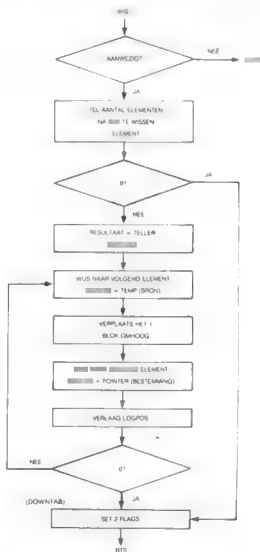 WIS
AANWEZIG?
NEE
JA
TEL AANTAL ELEMENTEN
NA TE WISSEN
ELEMENT
0?
JA
NEE
RESULTAAT = TELLER
WIJS NAAR VOLGEND ELEMENT
= TEMP (BRON)
VERPLAATS HET 1
BLOK OMHOOG
ELEMENT
= POINTER (BESTEMMING)
VERLAAG LOGPOS
NEE
0?
(DOWNTAB)
JA
SET 2 FLAGS
RTS